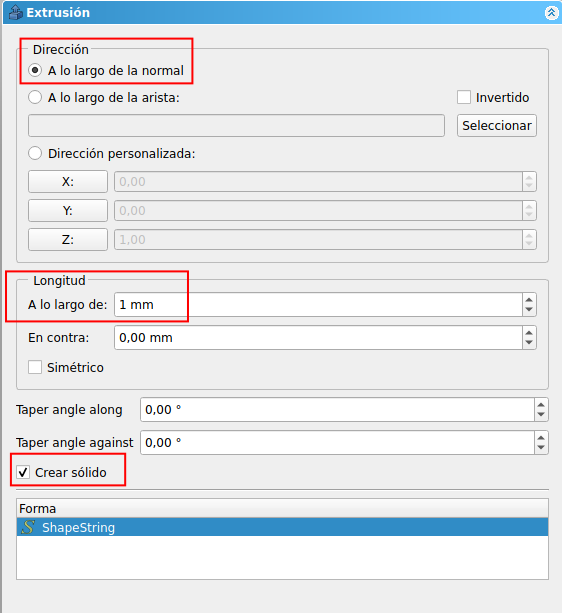 Extrusión
Dirección
A lo largo de la normal
A lo largo de la arista:
Invertido
Seleccionar
Dirección personalizada:
X: 0,00
Y: 0,00
Z: 1,00
Longitud
A lo largo de: 1 mm
En contra: 0,00 mm
Simétrico
Taper angle along 0,00 °
Taper angle against 0,00 °
Crear sólido
Forma
ShapeString